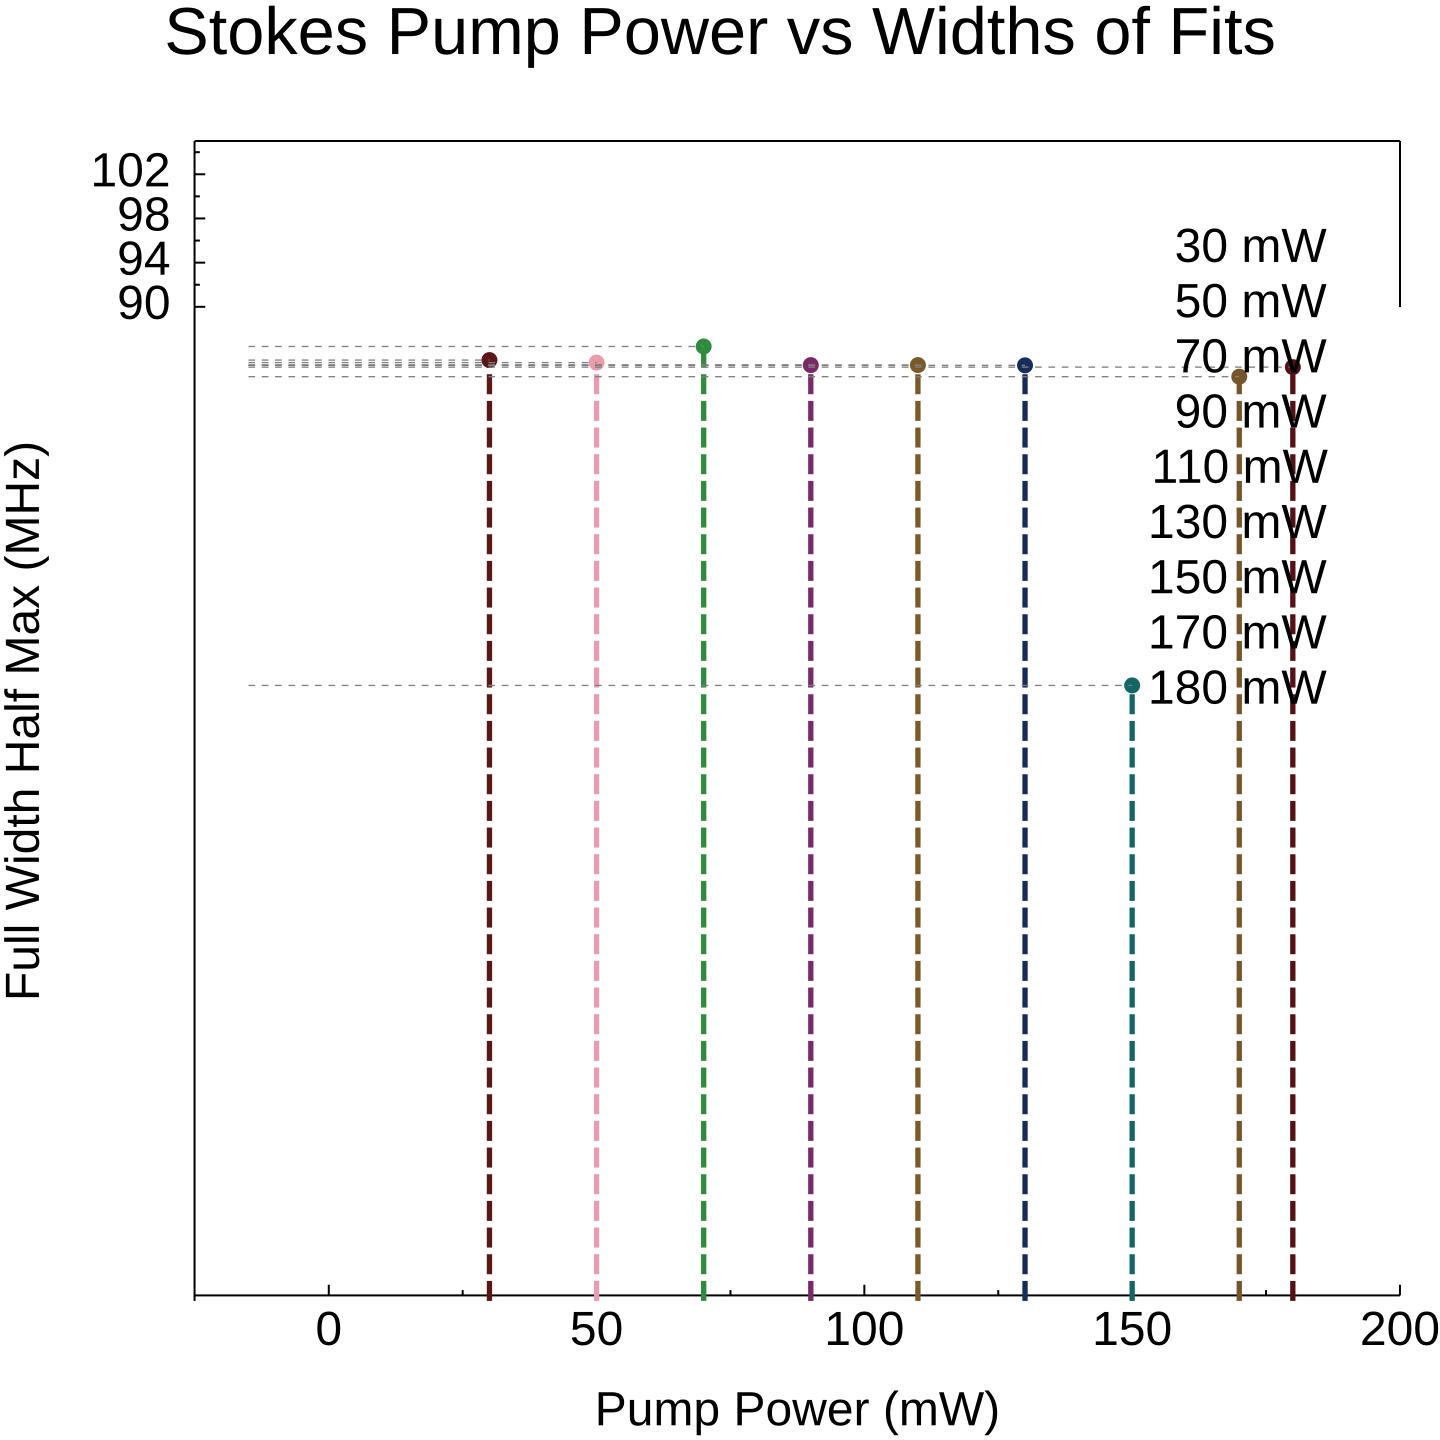 Stokes Pump Power vs Widths of Fits
102
98
94
90
30 mW
50 mW
70 mW
90 mW
110 mW
130 mW
150 mW
170 mW
180 mW
Full Width Half Max (MHz)
0 50 100 150 200
Pump Power (mW)